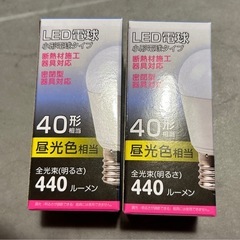 LED電球
小形電球タイプ
断熱材施工
器具対応
密閉型
器具対応
40形
相当
昼光色相当
全光束(明るさ)
440ルーメン
LED電球
小形電球タイプ
断熱材施工
器具対応
密閉型
器具対応
40形
相当
昼光色相当
全光束(明るさ)
440ルーメン